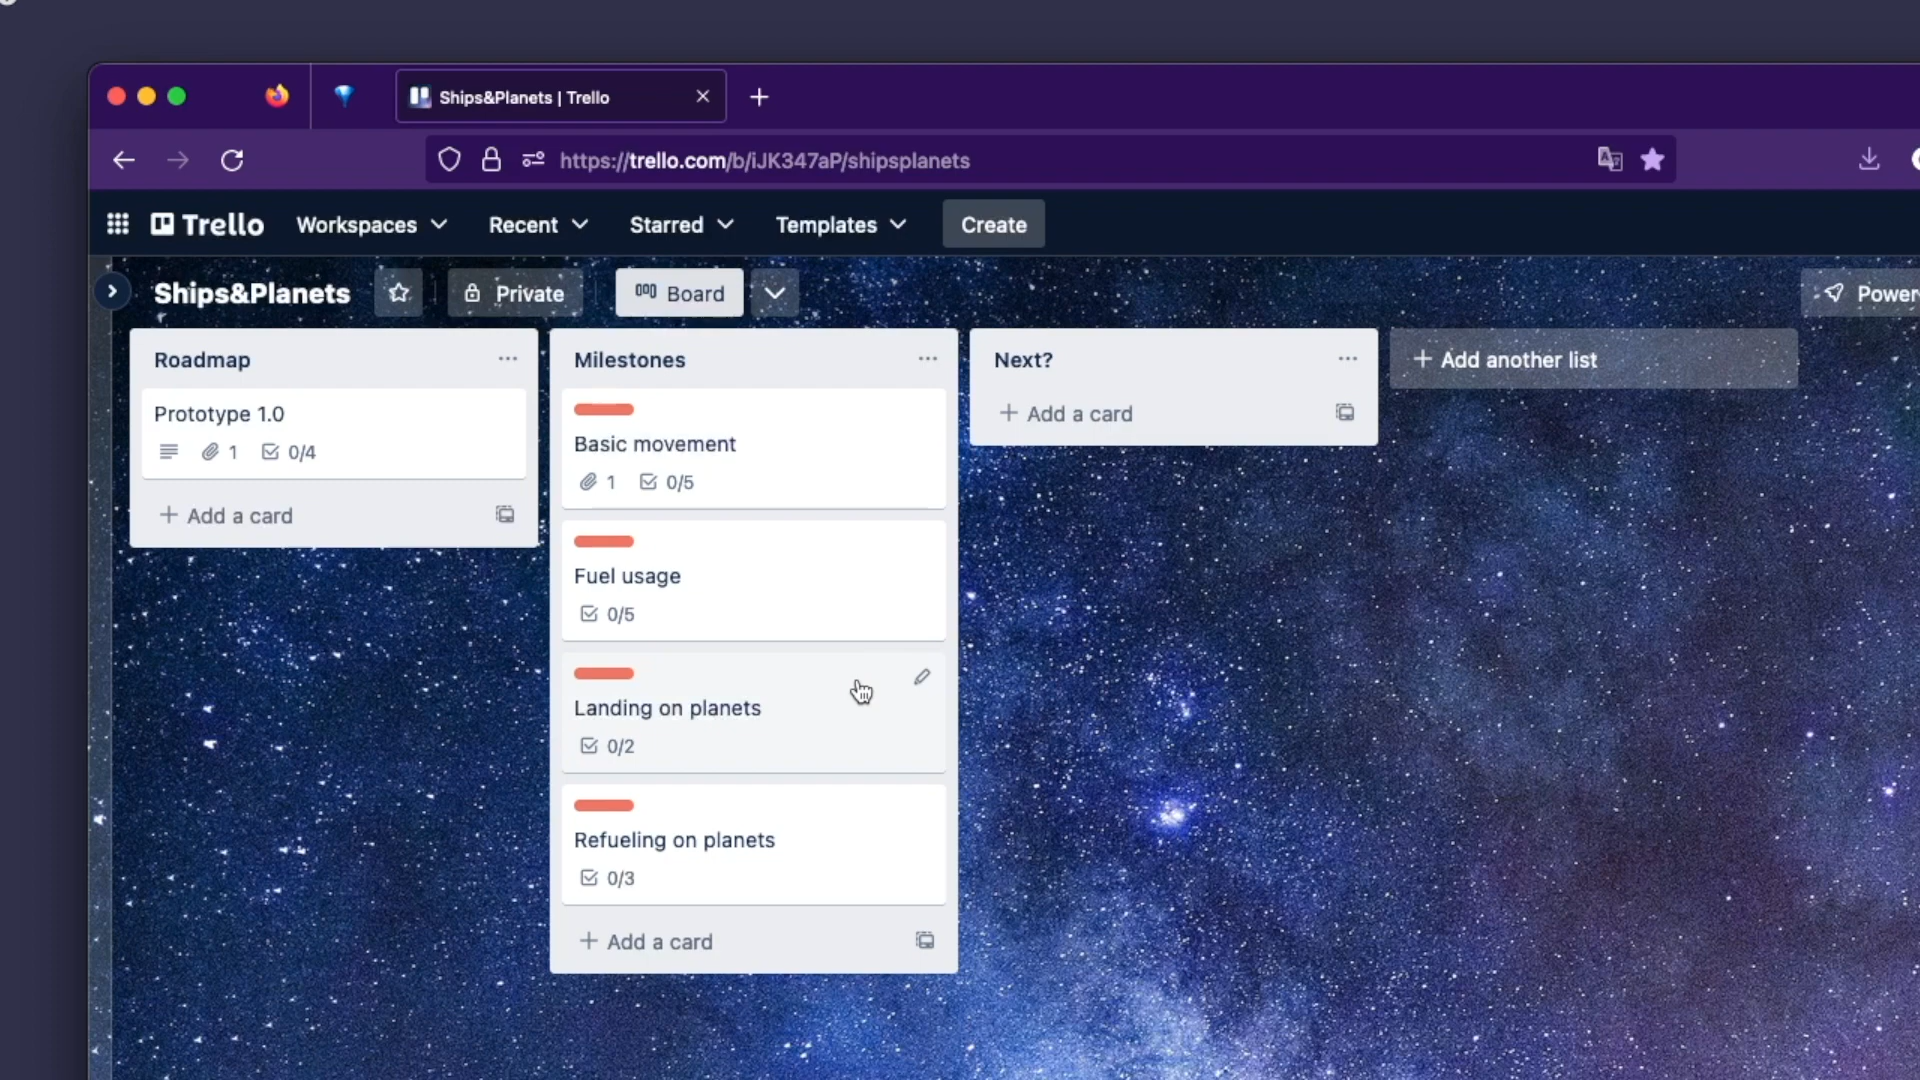 Ships&Planets | Trello
https://trello.com/b/iJK347aP/shipsplanets
Trello Workspaces Recent Starred Templates Create
Ships&Planets Private Board Power
Roadmap
Prototype 1.0
1 0/4
+ Add a card
Milestones
Basic movement
1 0/5
Fuel usage
0/5
Landing on planets
0/2
Refueling on planets
0/3
+ Add a card
Next?
+ Add a card
+ Add another list